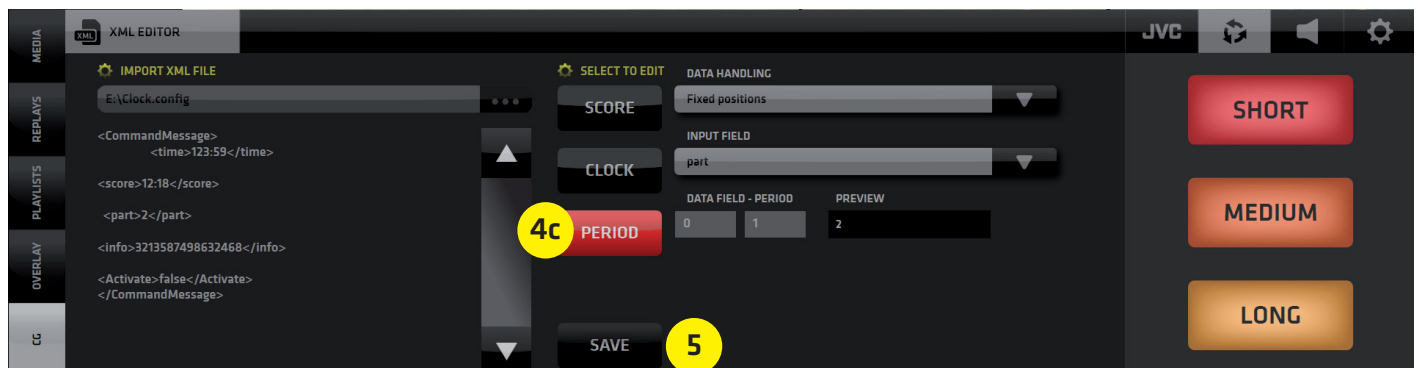 MEDIA
REPLAYS
PLAYLISTS
OVERLAY
CG
XML
XML EDITOR
JVC
IMPORT XML FILE
E:\Clock.config
<CommandMessage>
<time>123:59</time>
<score>12:18</score>
<part>2</part>
<info>3213587498632468</info>
<Activate>false</Activate>
</CommandMessage>
SELECT TO EDIT
SCORE
CLOCK
4c
PERIOD
SAVE
5
DATA HANDLING
Fixed positions
INPUT FIELD
part
DATA FIELD - PERIOD
PREVIEW
0
1
2
SHORT
MEDIUM
LONG